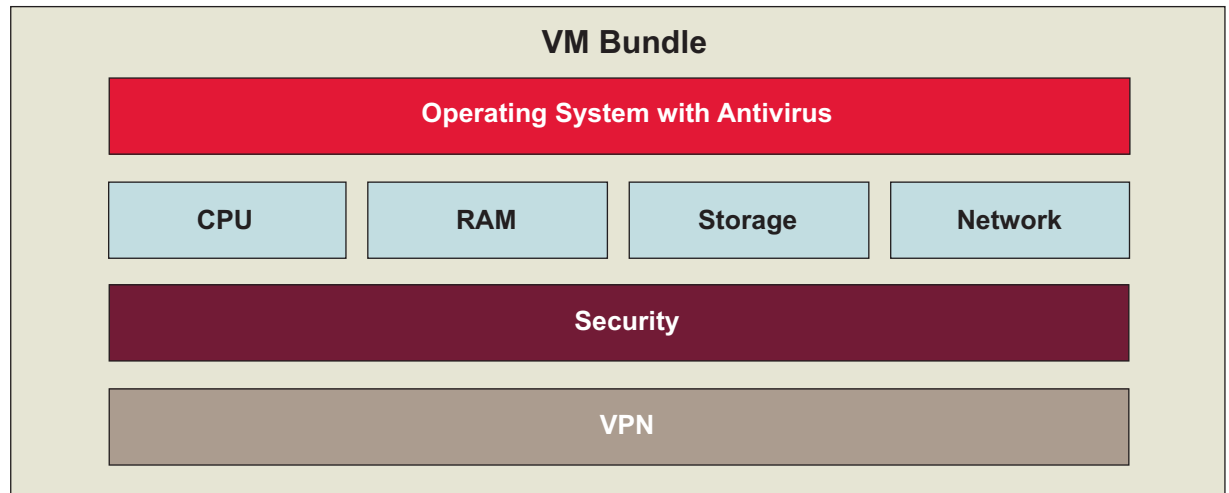 VM Bundle
Operating System with Antivirus
CPU RAM Storage Network
Security
VPN